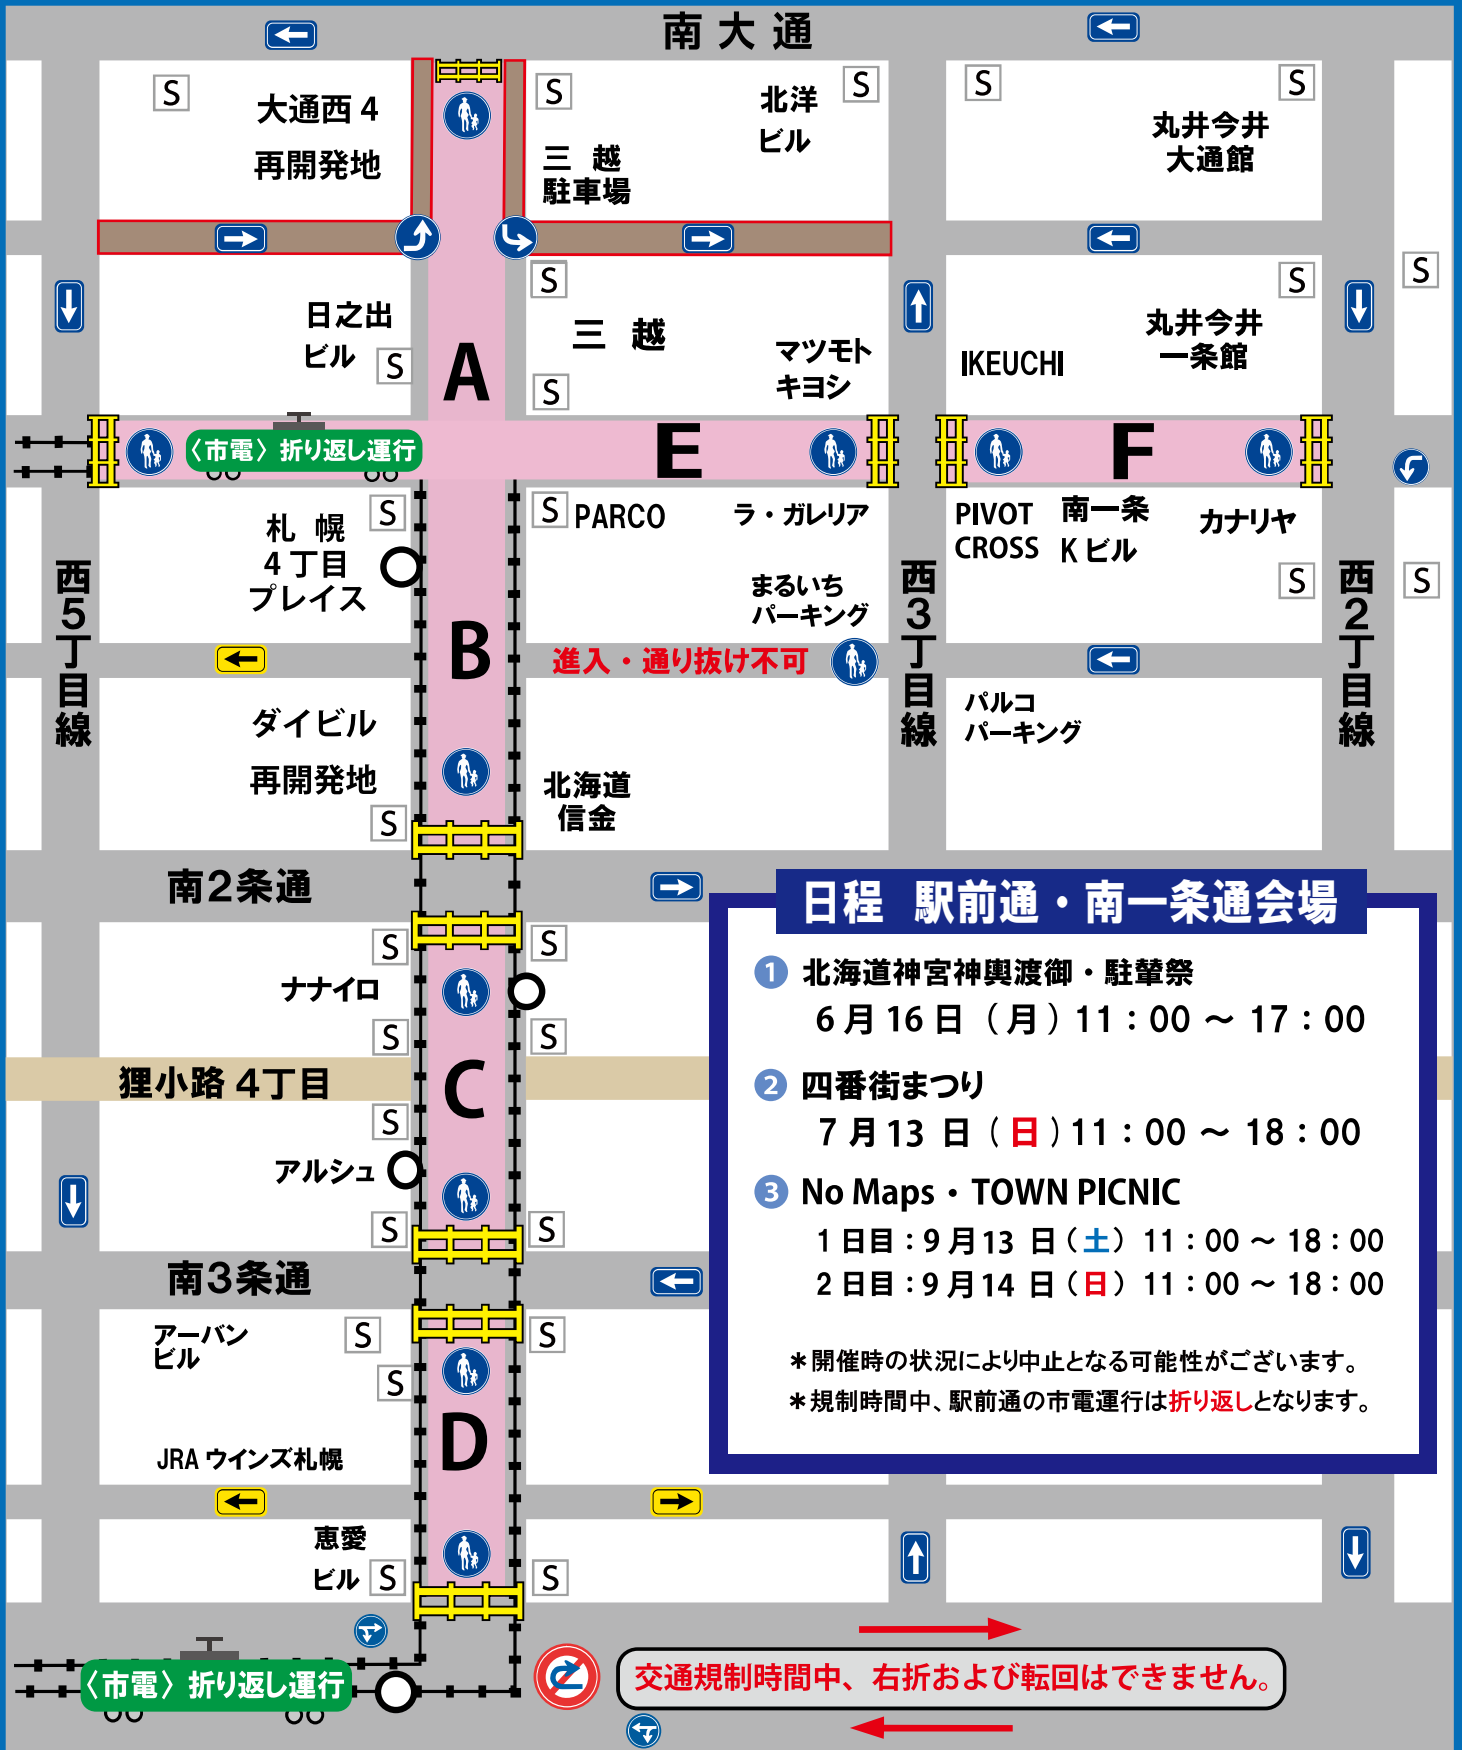 南大通
S
大通西4
再開発地
S
三 越
駐車場
北洋
ビル
S
S
S
丸井今井
大通館
日之出
ビル
S
A
S
三 越
S
マツモト
キヨシ
IKEUCHI
S
丸井今井
一条館
S
〈市電〉折り返し運行
E
F
S
札 幌
4丁目
プレイス
S
PARCO
ラ・ガレリア
PIVOT
CROSS
南一条
Kビル
カナリヤ
S
S
まるいち
パーキング
西5丁目線
西3丁目線
西2丁目線
B
進入・通り抜け不可
パルコ
パーキング
ダイビル
再開発地
S
北海道
信金
南2条通
S
S
ナナイロ
S
S
狸小路4丁目
C
S
アルシュ
S
S
南3条通
アーバン
ビル
S
S
S
D
JRAウインズ札幌
恵愛
ビル
S
S
日程 駅前通・南一条通会場
1 北海道神宮神輿渡御・駐輦祭
6月16日(月)11:00～17:00
2 四番街まつり
7月13日(日)11:00～18:00
3 No Maps・TOWN PICNIC
1日目:9月13日(土)11:00～18:00
2日目:9月14日(日)11:00～18:00
＊開催時の状況により中止となる可能性がございます。
＊規制時間中、駅前通の市電運行は折り返しとなります。
〈市電〉折り返し運行
交通規制時間中、右折および転回はできません。